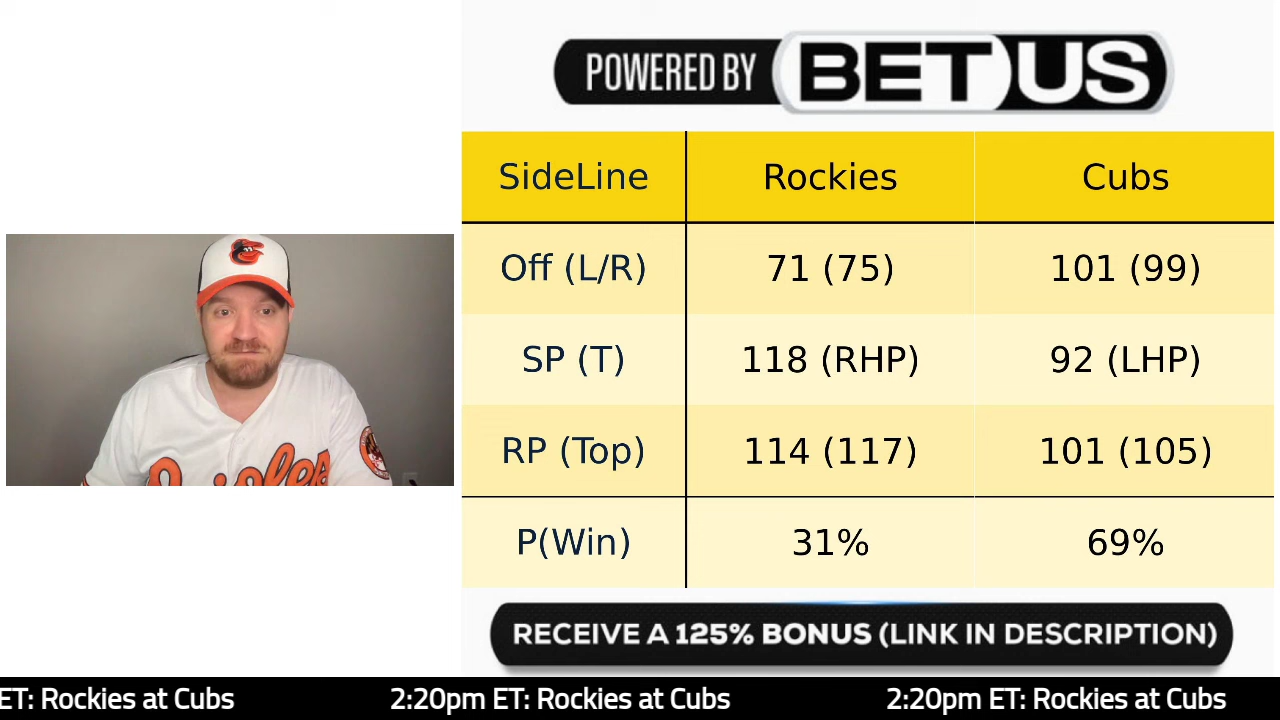 POWERED BY BETUS
SideLine Rockies Cubs
Off (L/R) 71 (75) 101 (99)
SP (T) 118 (RHP) 92 (LHP)
RP (Top) 114 (117) 101 (105)
P(Win) 31% 69%
Orioles
RECEIVE A 125% BONUS (LINK IN DESCRIPTION)
ET: Rockies at Cubs 2:20pm ET: Rockies at Cubs 2:20pm ET: Rockies at Cubs